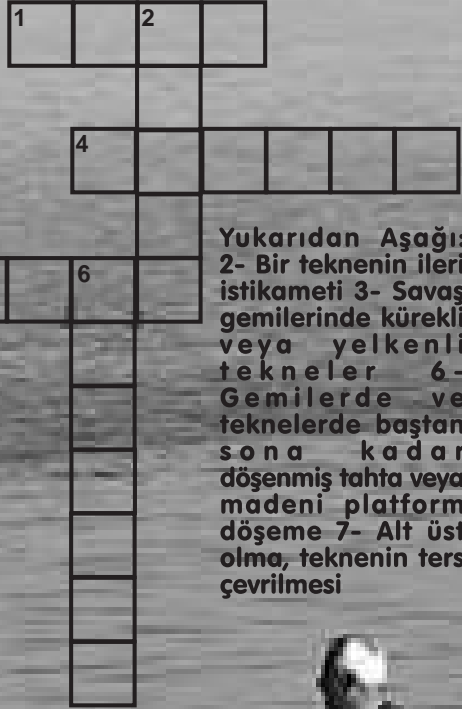 1 2
4
6
Yukarıdan Aşağı:
2- Bir teknenin ileri
istikameti 3- Savaş
gemilerinde kürekli
veya yelkenli
tekneler 6-
Gemilerde ve
teknelerde baştan
sona kadar
döşenmiş tahta veya
madeni platform
döşeme 7- Alt üst
olma, teknenin ters
çevrilmesi